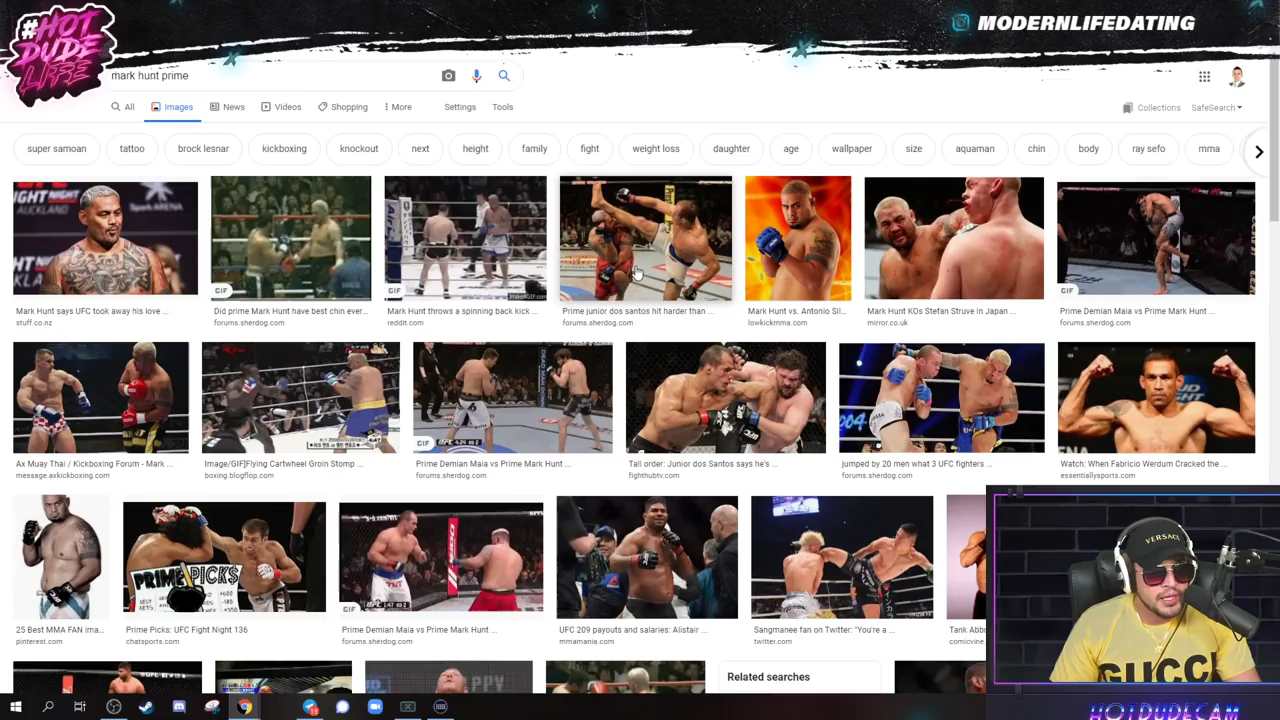 #HOT
DUDE
LIFE
MODERNLIFEDATING
mark hunt prime
All
Images
News
Videos
Shopping
More
Settings
Tools
Collections
SafeSearch
super samoan
tattoo
brock lesnar
kickboxing
knockout
next
height
family
fight
weight loss
daughter
age
wallpaper
size
aquaman
chin
body
ray sefo
mma
GIF
GIF
GIF
Mark Hunt says UFC took away his love ...
Did prime Mark Hunt have best chin ever...
Mark Hunt throws a spinning back kick ...
Prime junior dos santos hit harder than ...
Mark Hunt vs. Antonio Sil...
Mark Hunt KOs Stefan Struve in Japan ...
Prime Demian Maia vs Prime Mark Hunt ...
stuff.co.nz
forums.sherdog.com
reddit.com
forums.sherdog.com
lowkickmma.com
mirror.co.uk
forums.sherdog.com
GIF
Ax Muay Thai / Kickboxing Forum - Mark ...
Image/GIF]Flying Cartwheel Groin Stomp ...
Prime Demian Maia vs Prime Mark Hunt ...
Tall order: Junior dos Santos says he's ...
jumped by 20 men what 3 UFC fighters ...
Watch: When Fabricio Werdum Cracked the ...
message.axkickboxing.com
boxing.blogflop.com
forums.sherdog.com
fighthubtv.com
forums.sherdog.com
essentiallysports.com
PRIME PICKS
GIF
25 Best MMA FAN ima...
Prime Picks: UFC Fight Night 136
Prime Demian Maia vs Prime Mark Hunt ...
UFC 209 payouts and salaries: Alistair ...
Sangmanee fan on Twitter: "You're a ...
Tank Abbo
pinterest.com
chatsports.com
forums.sherdog.com
mmamania.com
twitter.com
comicvine.
Related searches
VERSACE
GUCCI
HOTDUDECAM